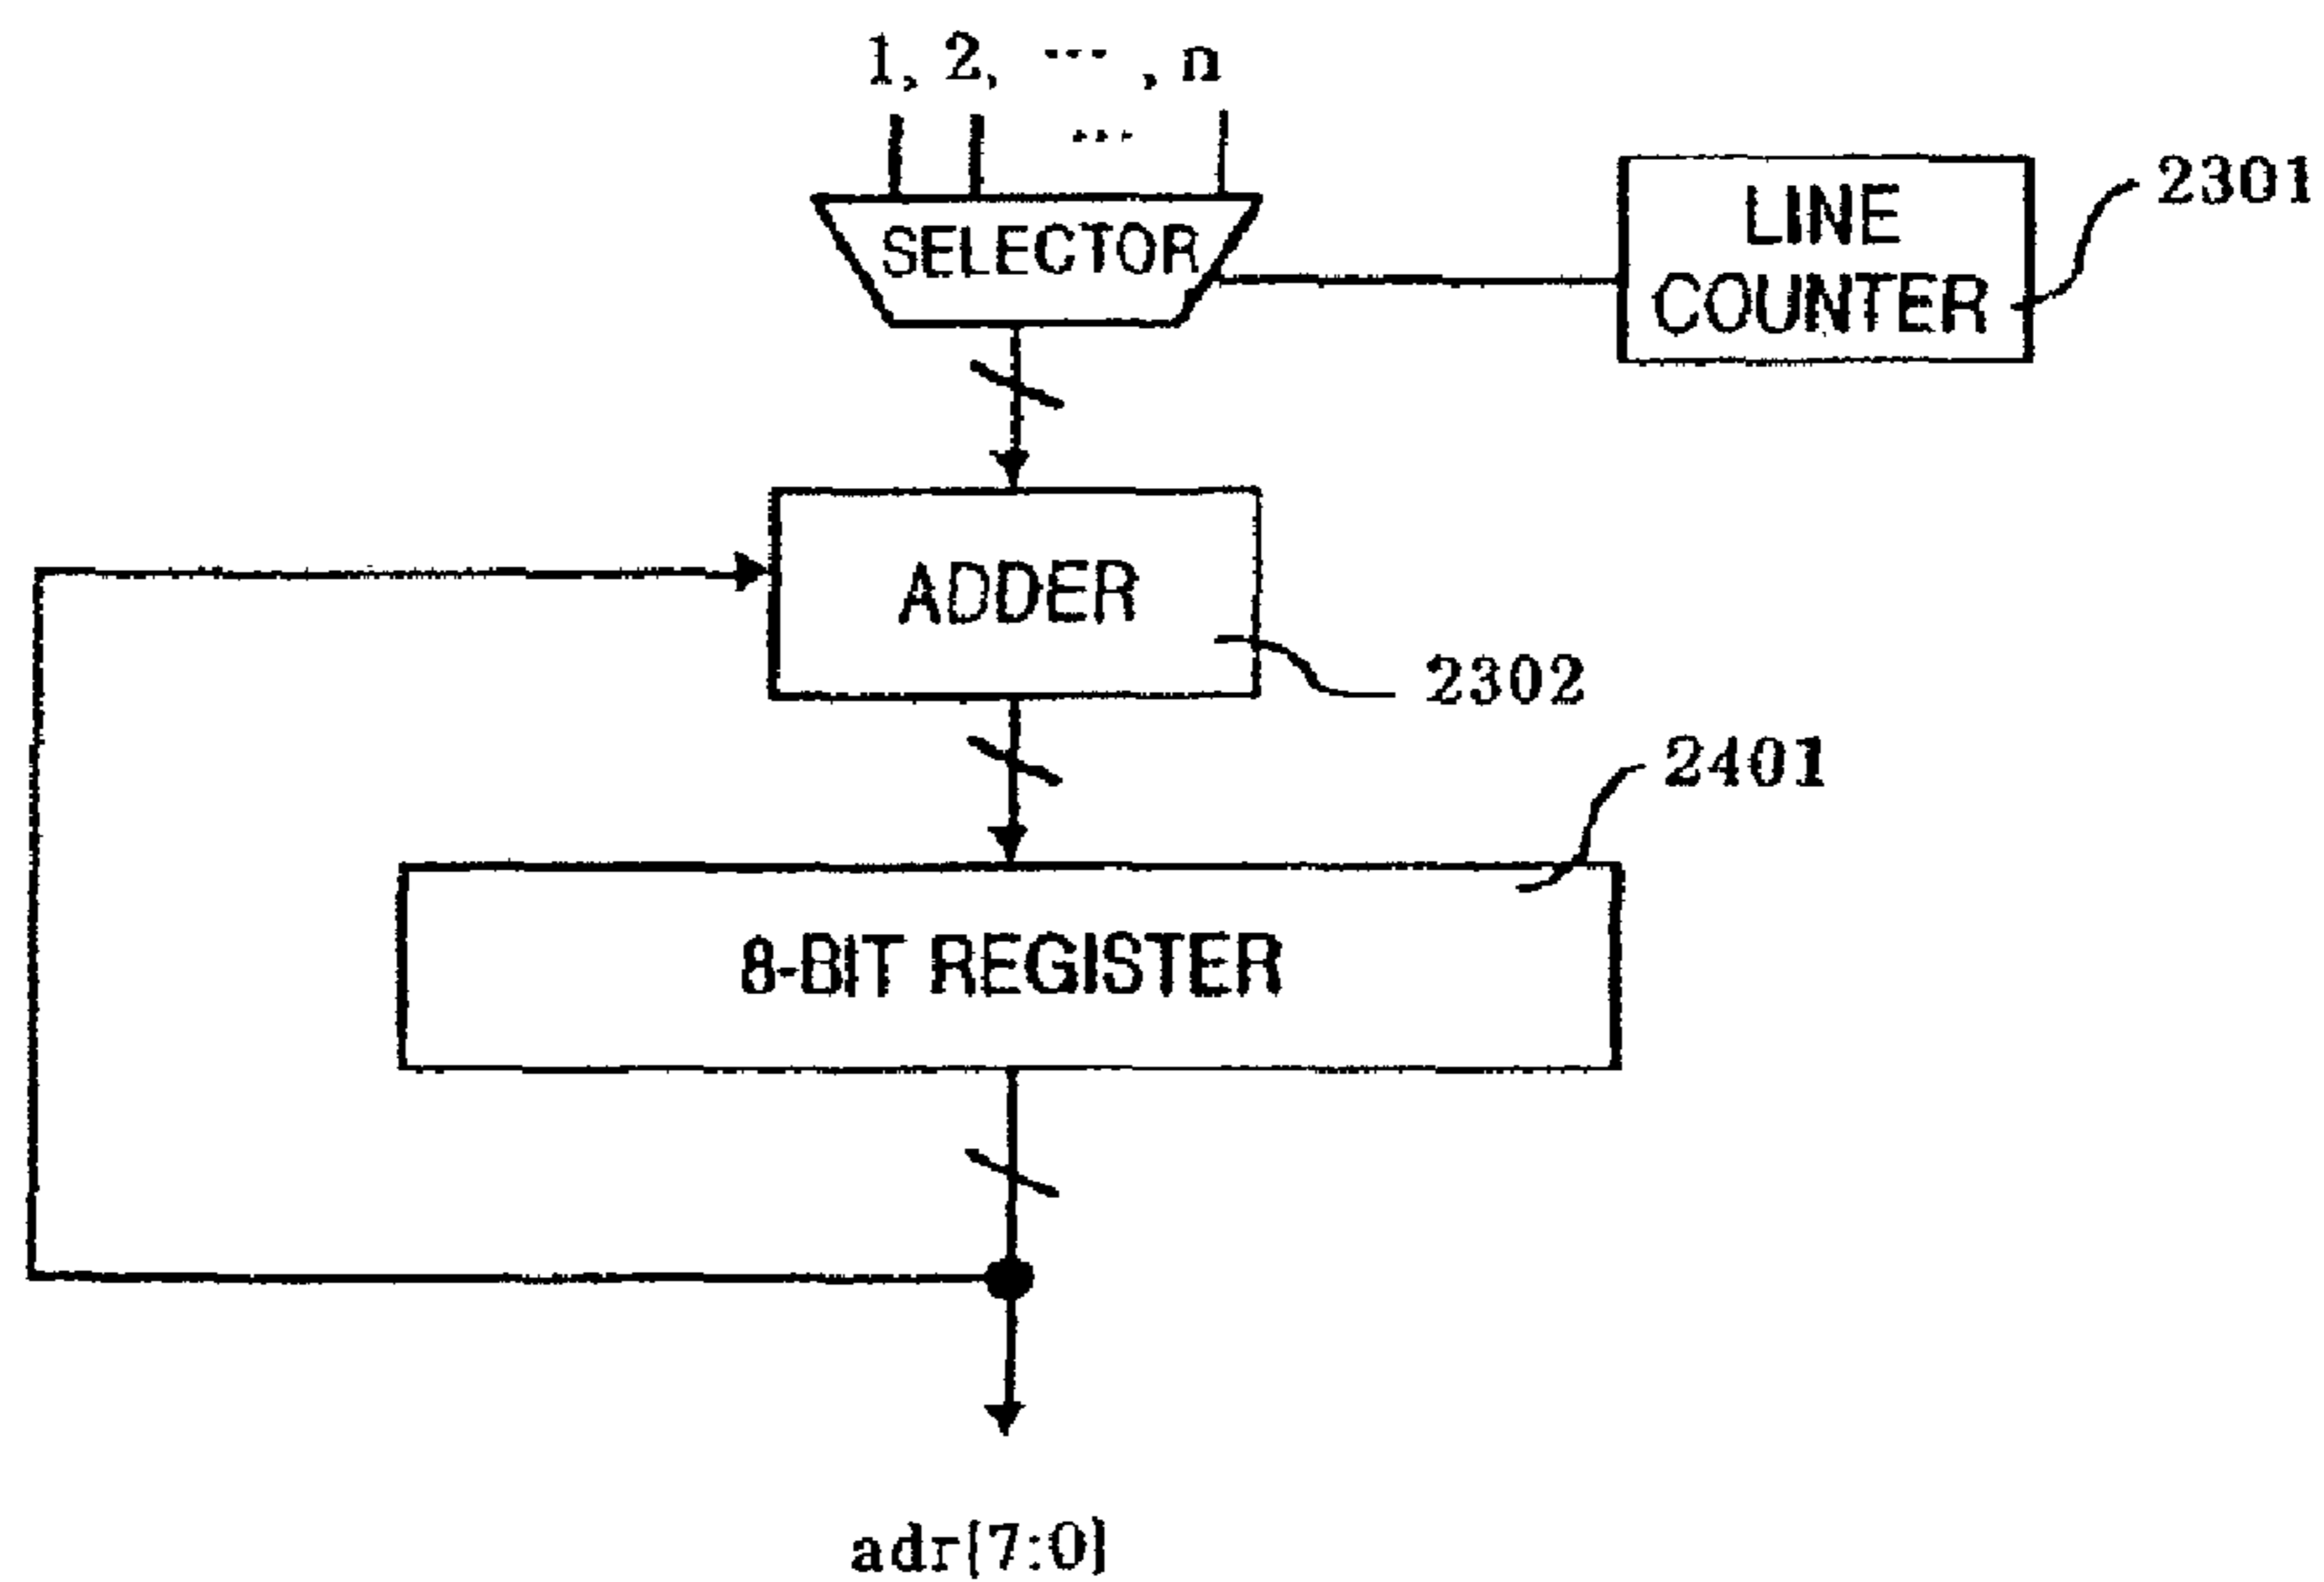 1, 2, ··· , n
...
SELECTOR
LINE
COUNTER
2301
ADDER
2302
2401
8-BIT REGISTER
adr[7:0]